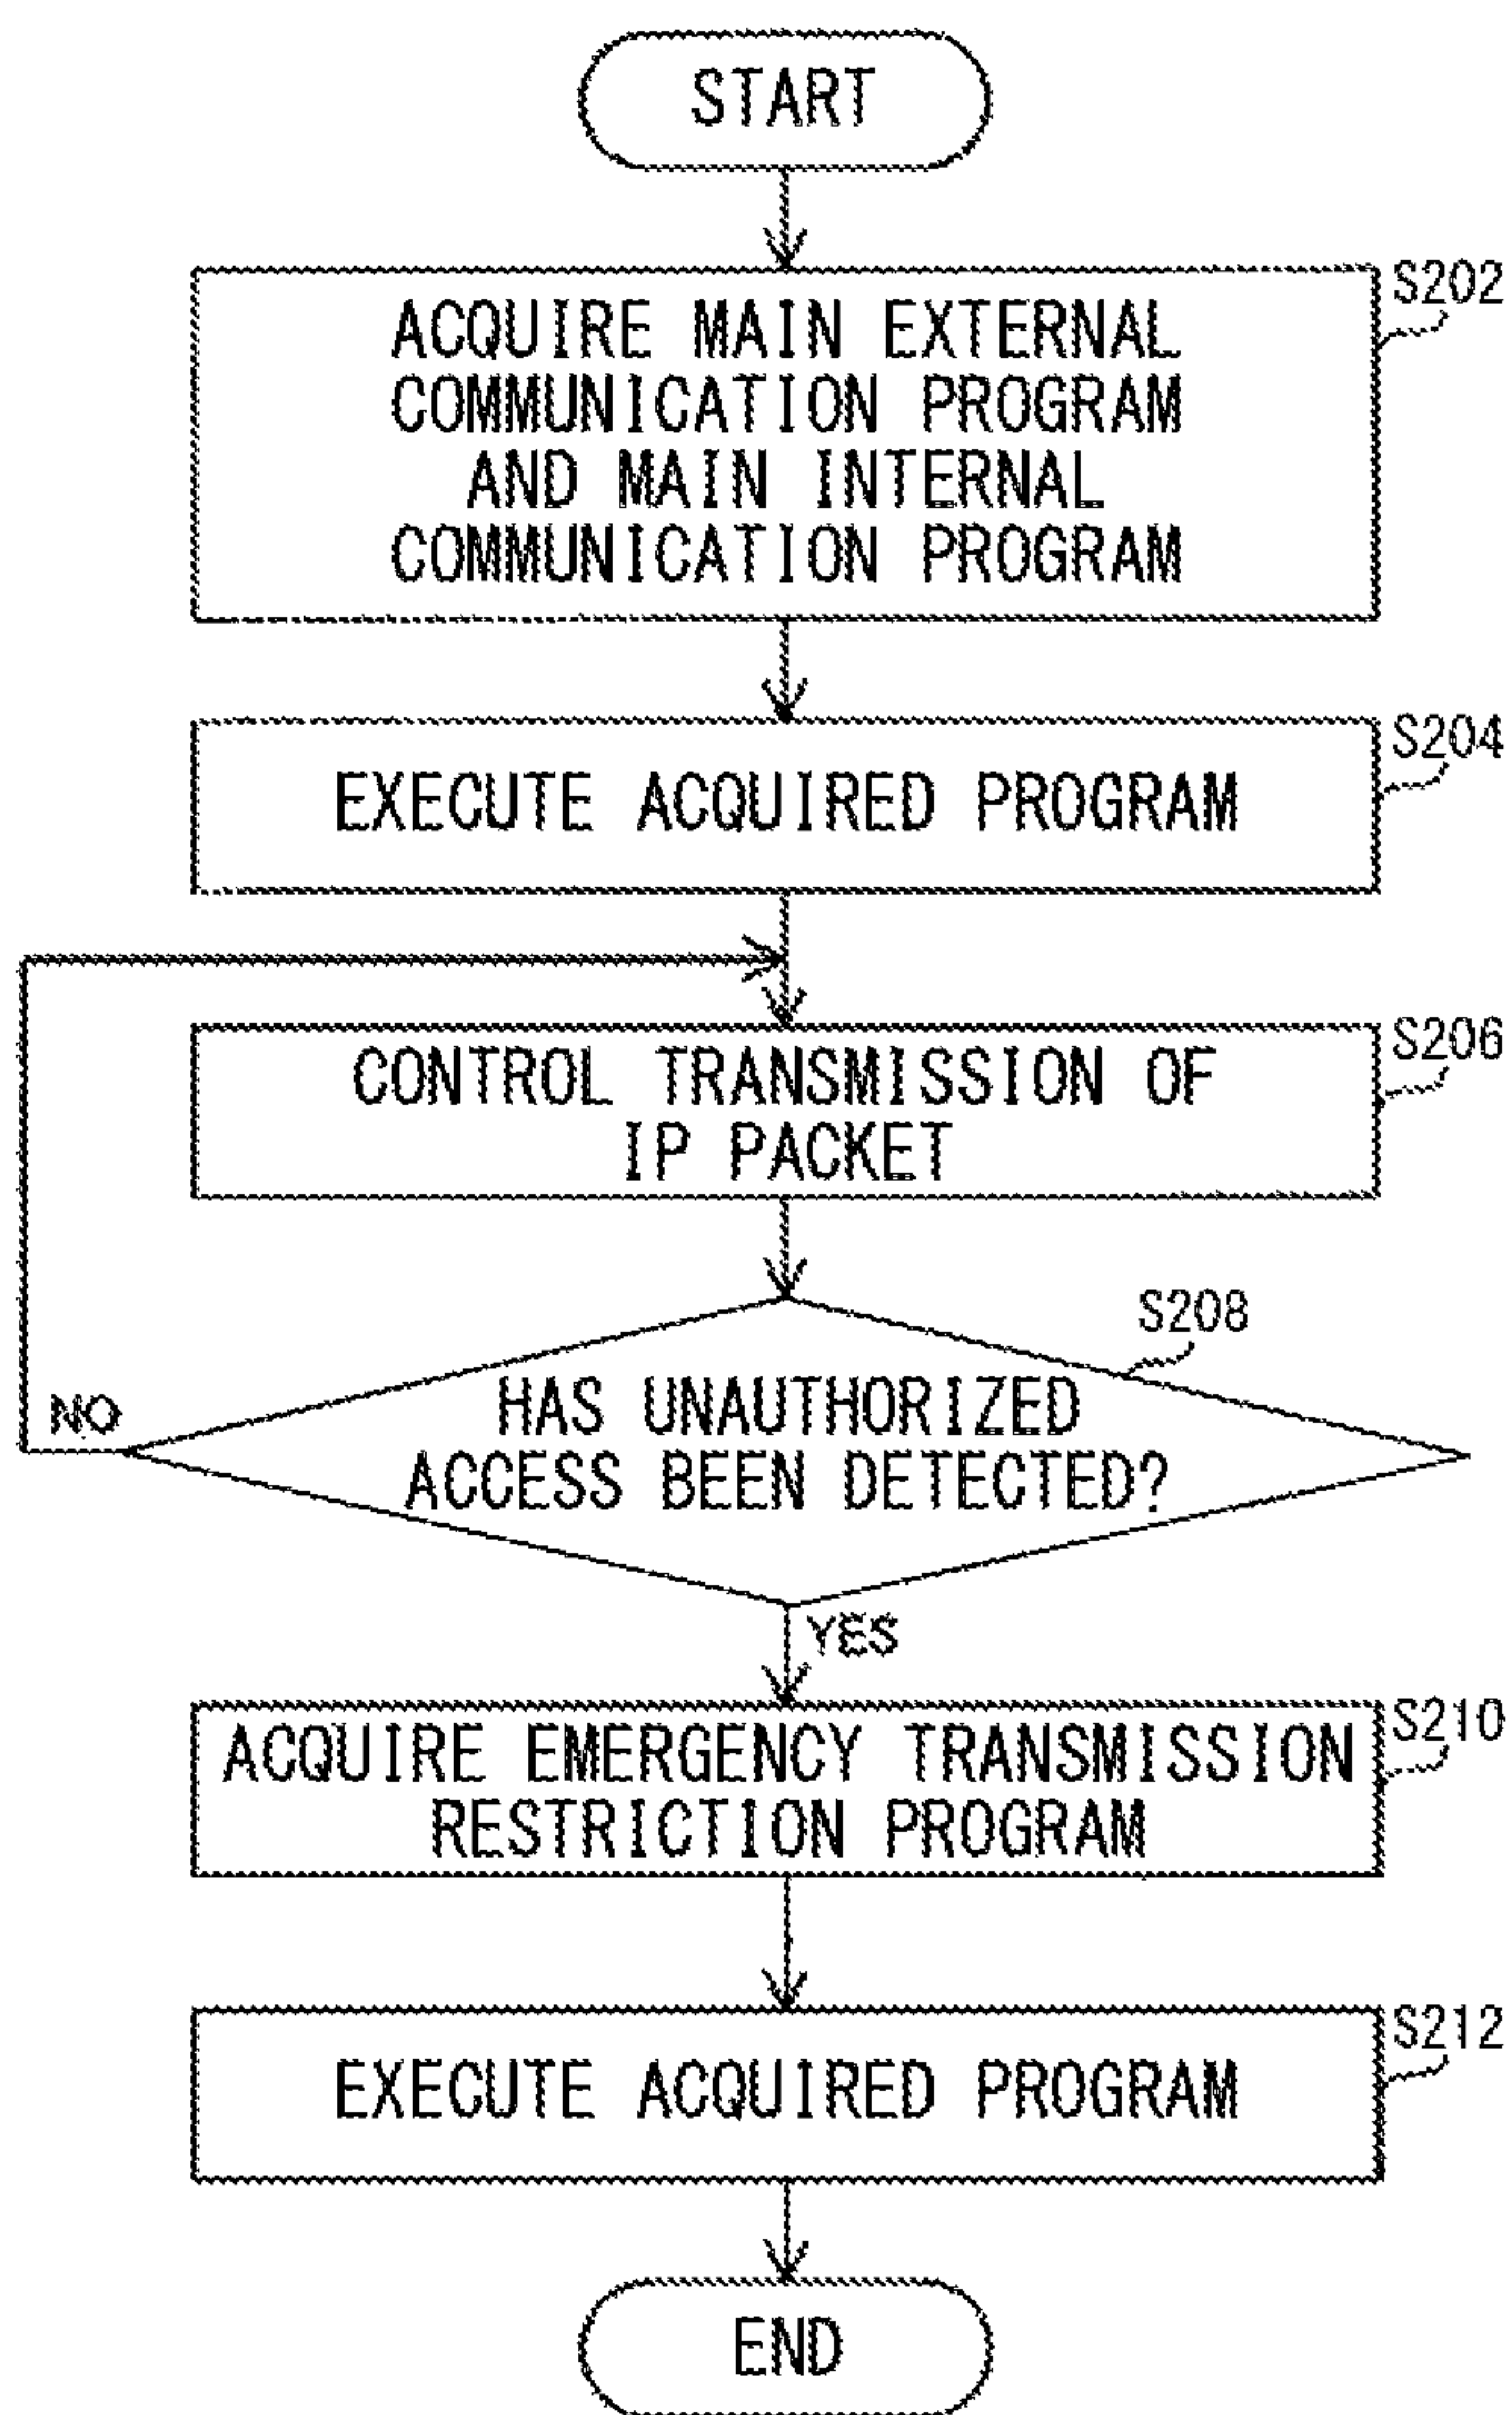 START
S202
ACQUIRE MAIN EXTERNAL
COMMUNICATION PROGRAM
AND MAIN INTERNAL
COMMUNICATION PROGRAM
S204
EXECUTE ACQUIRED PROGRAM
S206
CONTROL TRANSMISSION OF
IP PACKET
S208
HAS UNAUTHORIZED
ACCESS BEEN DETECTED?
NO
YES
S210
ACQUIRE EMERGENCY TRANSMISSION
RESTRICTION PROGRAM
S212
EXECUTE ACQUIRED PROGRAM
END